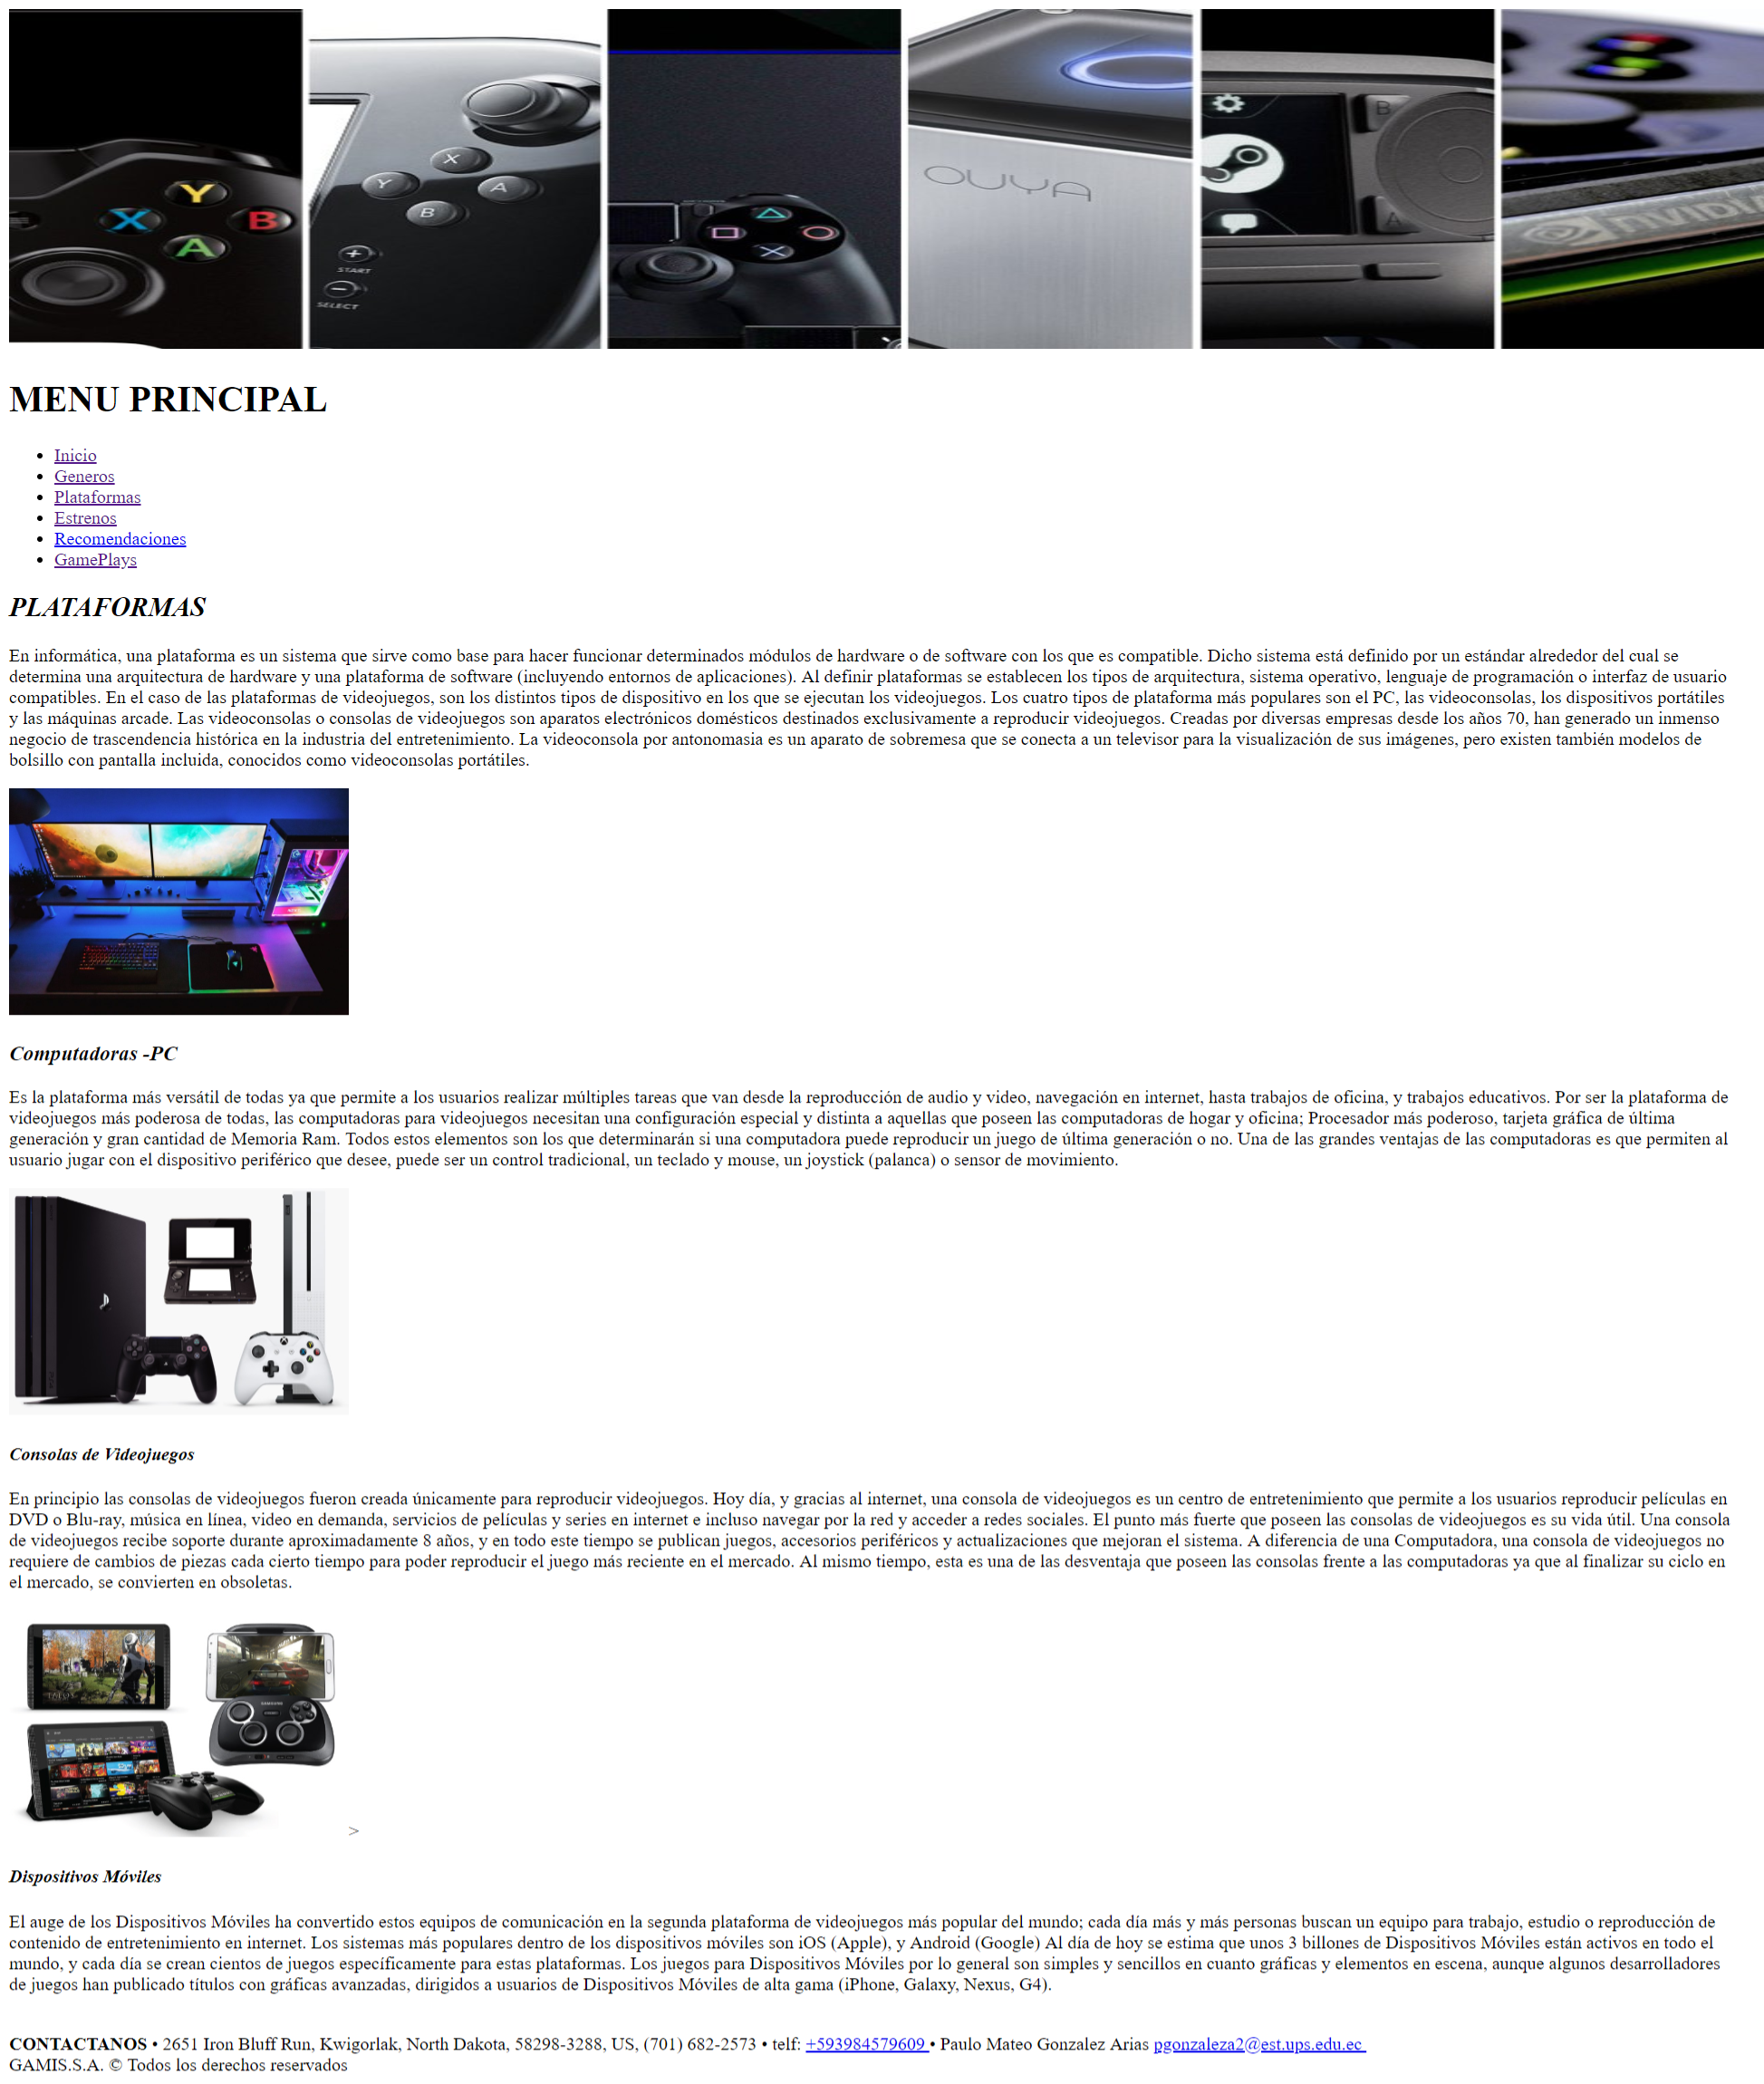 Y
X
B
A
X
Y
A
B
START
SELECT
OUYA
B
A
NVIDIA
MENU PRINCIPAL
Inicio
Generos
Plataformas
Estrenos
Recomendaciones
GamePlays
PLATAFORMAS
En informática, una plataforma es un sistema que sirve como base para hacer funcionar determinados módulos de hardware o de software con los que es compatible. Dicho sistema está definido por un estándar alrededor del cual se
determina una arquitectura de hardware y una plataforma de software (incluyendo entornos de aplicaciones). Al definir plataformas se establecen los tipos de arquitectura, sistema operativo, lenguaje de programación o interfaz de usuario
compatibles. En el caso de las plataformas de videojuegos, son los distintos tipos de dispositivo en los que se ejecutan los videojuegos. Los cuatro tipos de plataforma más populares son el PC, las videoconsolas, los dispositivos portátiles
y las máquinas arcade. Las videoconsolas o consolas de videojuegos son aparatos electrónicos domésticos destinados exclusivamente a reproducir videojuegos. Creadas por diversas empresas desde los años 70, han generado un inmenso
negocio de trascendencia histórica en la industria del entretenimiento. La videoconsola por antonomasia es un aparato de sobremesa que se conecta a un televisor para la visualización de sus imágenes, pero existen también modelos de
bolsillo con pantalla incluida, conocidos como videoconsolas portátiles.
Computadoras -PC
Es la plataforma más versátil de todas ya que permite a los usuarios realizar múltiples tareas que van desde la reproducción de audio y video, navegación en internet, hasta trabajos de oficina, y trabajos educativos. Por ser la plataforma de
videojuegos más poderosa de todas, las computadoras para videojuegos necesitan una configuración especial y distinta a aquellas que poseen las computadoras de hogar y oficina; Procesador más poderoso, tarjeta gráfica de última
generación y gran cantidad de Memoria Ram. Todos estos elementos son los que determinarán si una computadora puede reproducir un juego de última generación o no. Una de las grandes ventajas de las computadoras es que permiten al
usuario jugar con el dispositivo periférico que desee, puede ser un control tradicional, un teclado y mouse, un joystick (palanca) o sensor de movimiento.
Consolas de Videojuegos
En principio las consolas de videojuegos fueron creada únicamente para reproducir videojuegos. Hoy día, y gracias al internet, una consola de videojuegos es un centro de entretenimiento que permite a los usuarios reproducir películas en
DVD o Blu-ray, música en línea, video en demanda, servicios de películas y series en internet e incluso navegar por la red y acceder a redes sociales. El punto más fuerte que poseen las consolas de videojuegos es su vida útil. Una consola
de videojuegos recibe soporte durante aproximadamente 8 años, y en todo este tiempo se publican juegos, accesorios periféricos y actualizaciones que mejoran el sistema. A diferencia de una Computadora, una consola de videojuegos no
requiere de cambios de piezas cada cierto tiempo para poder reproducir el juego más reciente en el mercado. Al mismo tiempo, esta es una de las desventaja que poseen las consolas frente a las computadoras ya que al finalizar su ciclo en
el mercado, se convierten en obsoletas.
SAMSUNG
>
Dispositivos Móviles
El auge de los Dispositivos Móviles ha convertido estos equipos de comunicación en la segunda plataforma de videojuegos más popular del mundo; cada día más y más personas buscan un equipo para trabajo, estudio o reproducción de
contenido de entretenimiento en internet. Los sistemas más populares dentro de los dispositivos móviles son iOS (Apple), y Android (Google) Al día de hoy se estima que unos 3 billones de Dispositivos Móviles están activos en todo el
mundo, y cada día se crean cientos de juegos específicamente para estas plataformas. Los juegos para Dispositivos Móviles por lo general son simples y sencillos en cuanto gráficas y elementos en escena, aunque algunos desarrolladores
de juegos han publicado títulos con gráficas avanzadas, dirigidos a usuarios de Dispositivos Móviles de alta gama (iPhone, Galaxy, Nexus, G4).
CONTACTANOS • 2651 Iron Bluff Run, Kwigorlak, North Dakota, 58298-3288, US, (701) 682-2573 • telf: +593984579609 • Paulo Mateo Gonzalez Arias pgonzaleza2@est.ups.edu.ec
GAMIS.S.A. © Todos los derechos reservados